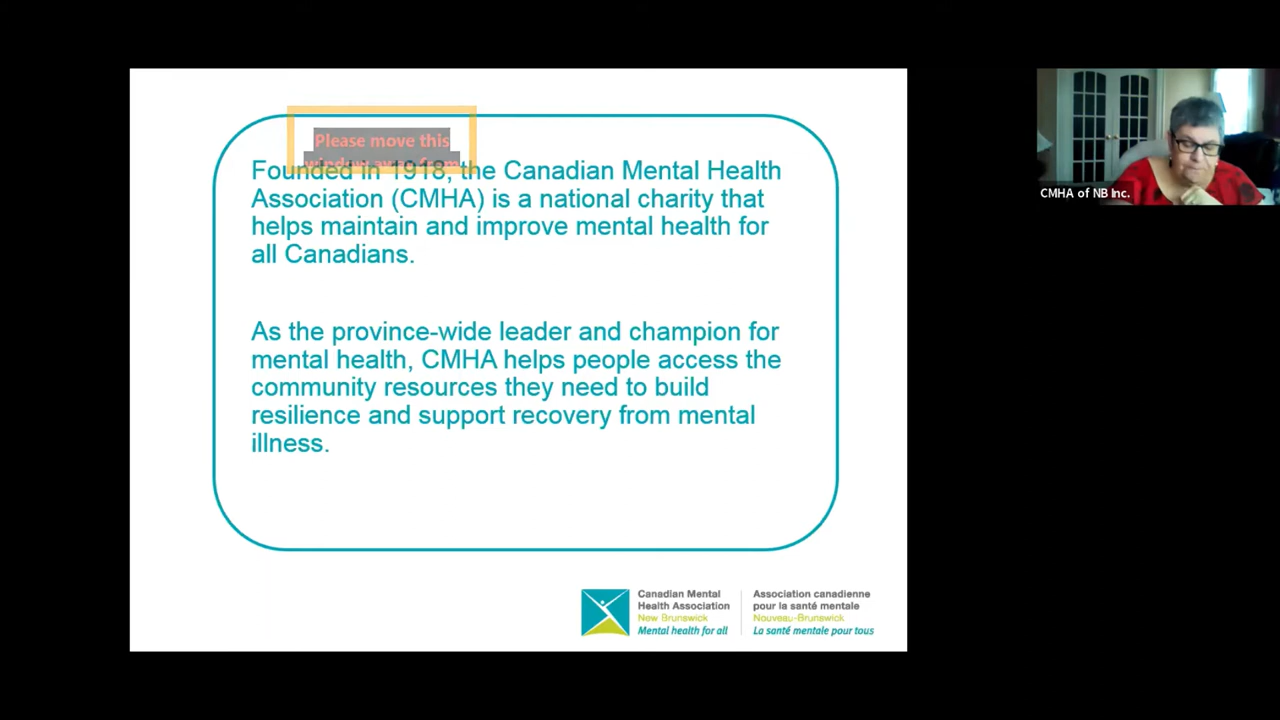 Please move this
window away from
Founded in 1918, the Canadian Mental Health
Association (CMHA) is a national charity that
helps maintain and improve mental health for
all Canadians.
As the province-wide leader and champion for
mental health, CMHA helps people access the
community resources they need to build
resilience and support recovery from mental
illness.
Canadian Mental
Health Association
New Brunswick
Mental health for all
Association canadienne
pour la santé mentale
Nouveau-Brunswick
La santé mentale pour tous
CMHA of NB Inc.